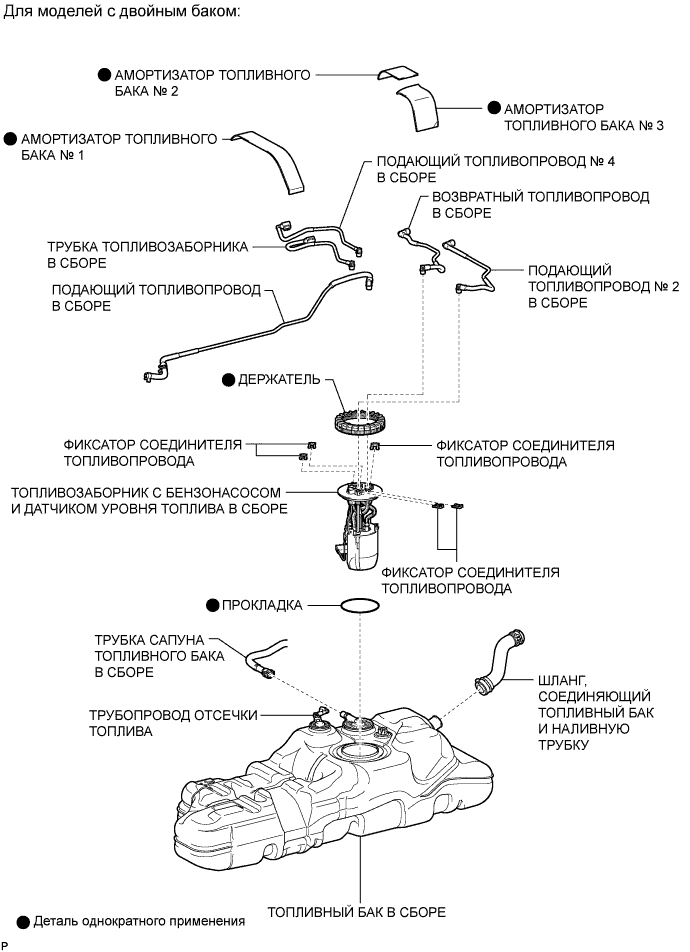 Для моделей с двойным баком:
АМОРТИЗАТОР ТОПЛИВНОГО
БАКА № 2
АМОРТИЗАТОР
ТОПЛИВНОГО БАКА № 3
АМОРТИЗАТОР ТОПЛИВНОГО
БАКА № 1
ПОДАЮЩИЙ ТОПЛИВОПРОВОД № 4
В СБОРЕ
ВОЗВРАТНЫЙ ТОПЛИВОПРОВОД
В СБОРЕ
ТРУБКА ТОПЛИВОЗАБОРНИКА
В СБОРЕ
ПОДАЮЩИЙ
ТОПЛИВОПРОВОД № 2
В СБОРЕ
ПОДАЮЩИЙ ТОПЛИВОПРОВОД
В СБОРЕ
ДЕРЖАТЕЛЬ
ФИКСАТОР СОЕДИНИТЕЛЯ
ТОПЛИВОПРОВОДА
ФИКСАТОР СОЕДИНИТЕЛЯ
ТОПЛИВОПРОВОДА
ТОПЛИВОЗАБОРНИК С БЕНЗОНАСОСОМ
И ДАТЧИКОМ УРОВНЯ ТОПЛИВА В СБОРЕ
ФИКСАТОР СОЕДИНИТЕЛЯ
ТОПЛИВОПРОВОДА
ПРОКЛАДКА
ТРУБКА САПУНА
ТОПЛИВНОГО БАКА
В СБОРЕ
ШЛАНГ,
СОЕДИНЯЮЩИЙ
ТОПЛИВНЫЙ БАК
И НАЛИВНУЮ
ТРУБКУ
ТРУБОПРОВОД ОТСЕЧКИ
ТОПЛИВА
ТОПЛИВНЫЙ БАК В СБОРЕ
Деталь однократного применения
P